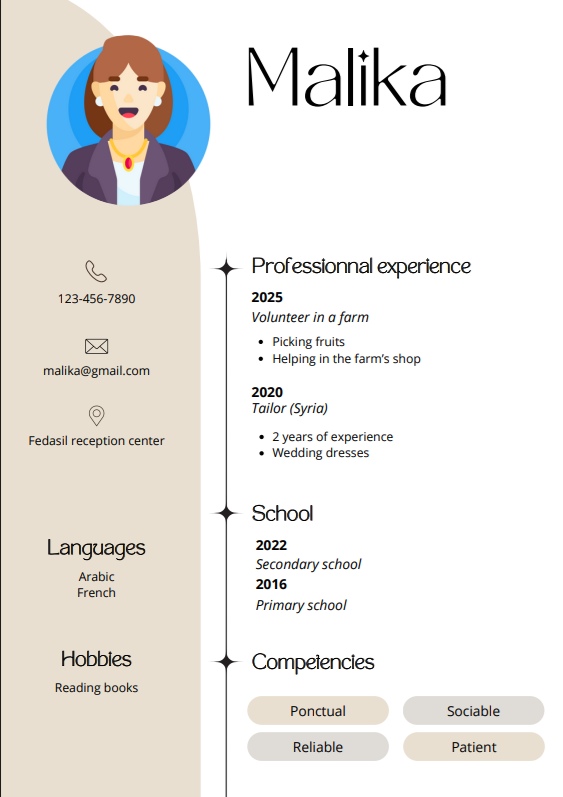 Malika
123-456-7890
malika@gmail.com
Fedasil reception center
Languages
Arabic
French
Hobbies
Reading books
Professionnal experience
2025
Volunteer in a farm
• Picking fruits
• Helping in the farm's shop
2020
Tailor (Syria)
• 2 years of experience
• Wedding dresses
School
2022
Secondary school
2016
Primary school
Competencies
Ponctual
Sociable
Reliable
Patient